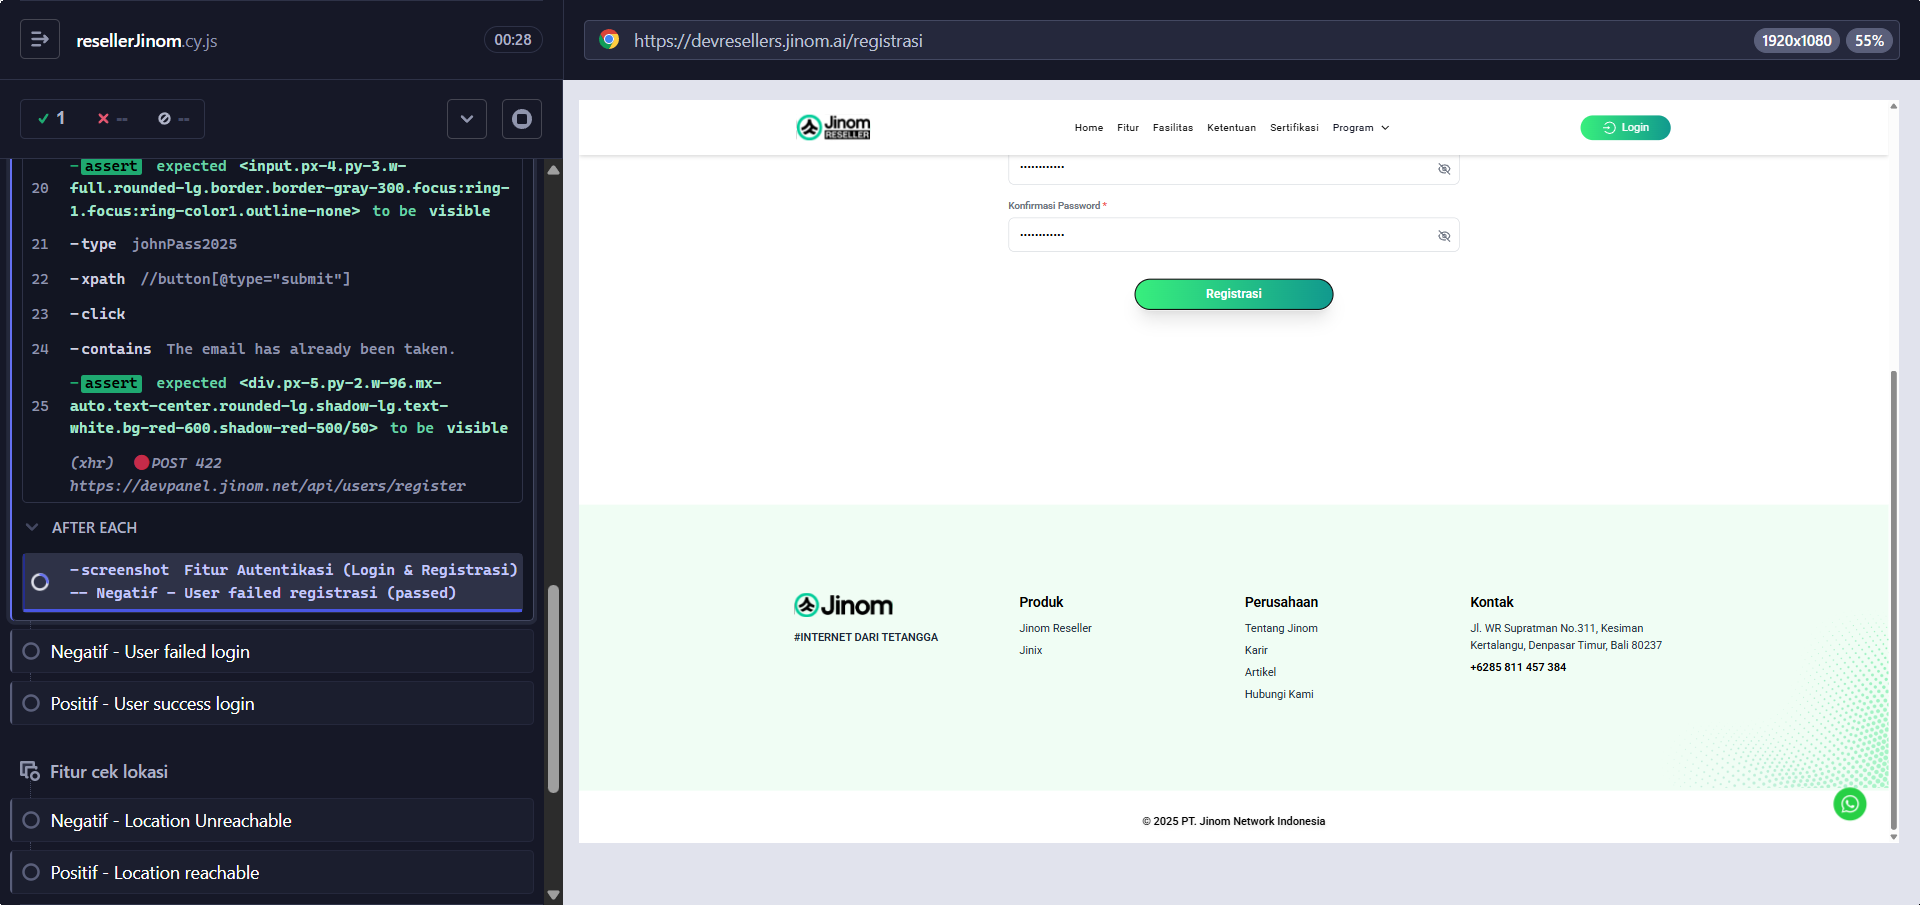 resellerJinom.cy.js
00:28
1
--
--
-assert expected <input.px-4.py-3.w-
20
full.rounded-lg.border.border-gray-300.focus:ring-
1.focus:ring-color1.outline-none> to be visible
21 -type johnPass2025
22 -xpath //button[@type="submit"]
23 -click
24 -contains The email has already been taken.
-assert expected <div.px-5.py-2.w-96.mx-
25
auto.text-center.rounded-lg.shadow-lg.text-
white.bg-red-600.shadow-red-500/50> to be visible
(xhr) POST 422
https://devpanel.jinom.net/api/users/register
AFTER EACH
-screenshot Fitur Autentikasi (Login & Registrasi)
-- Negatif - User failed registrasi (passed)
Negatif - User failed login
Positif - User success login
Fitur cek lokasi
Negatif - Location Unreachable
Positif - Location reachable
https://devresellers.jinom.ai/registrasi
1920x1080
55%
Jinom
RESELLER
Home
Fitur
Fasilitas
Ketentuan
Sertifikasi
Program
Login
Konfirmasi Password *
Registrasi
Jinom
#INTERNET DARI TETANGGA
Produk
Jinom Reseller
Jinix
Perusahaan
Tentang Jinom
Karir
Artikel
Hubungi Kami
Kontak
Jl. WR Supratman No.311, Kesiman
Kertalangu, Denpasar Timur, Bali 80237
+6285 811 457 384
© 2025 PT. Jinom Network Indonesia